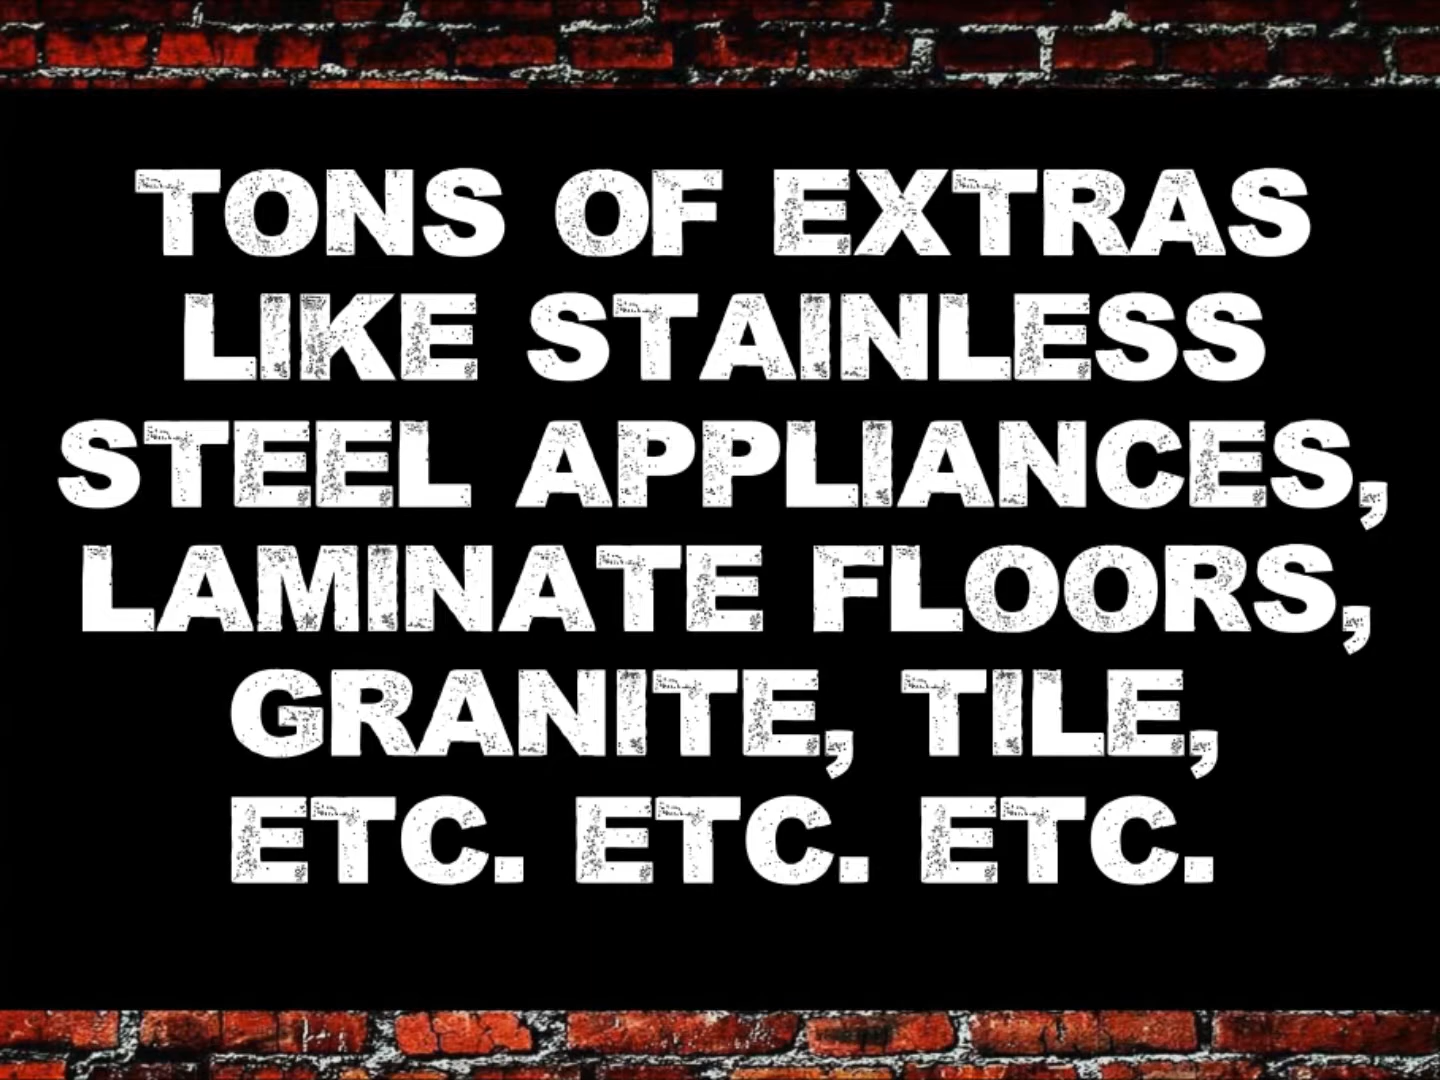 TONS OF EXTRAS
LIKE STAINLESS
STEEL APPLIANCES,
LAMINATE FLOORS,
GRANITE, TILE,
ETC. ETC. ETC.